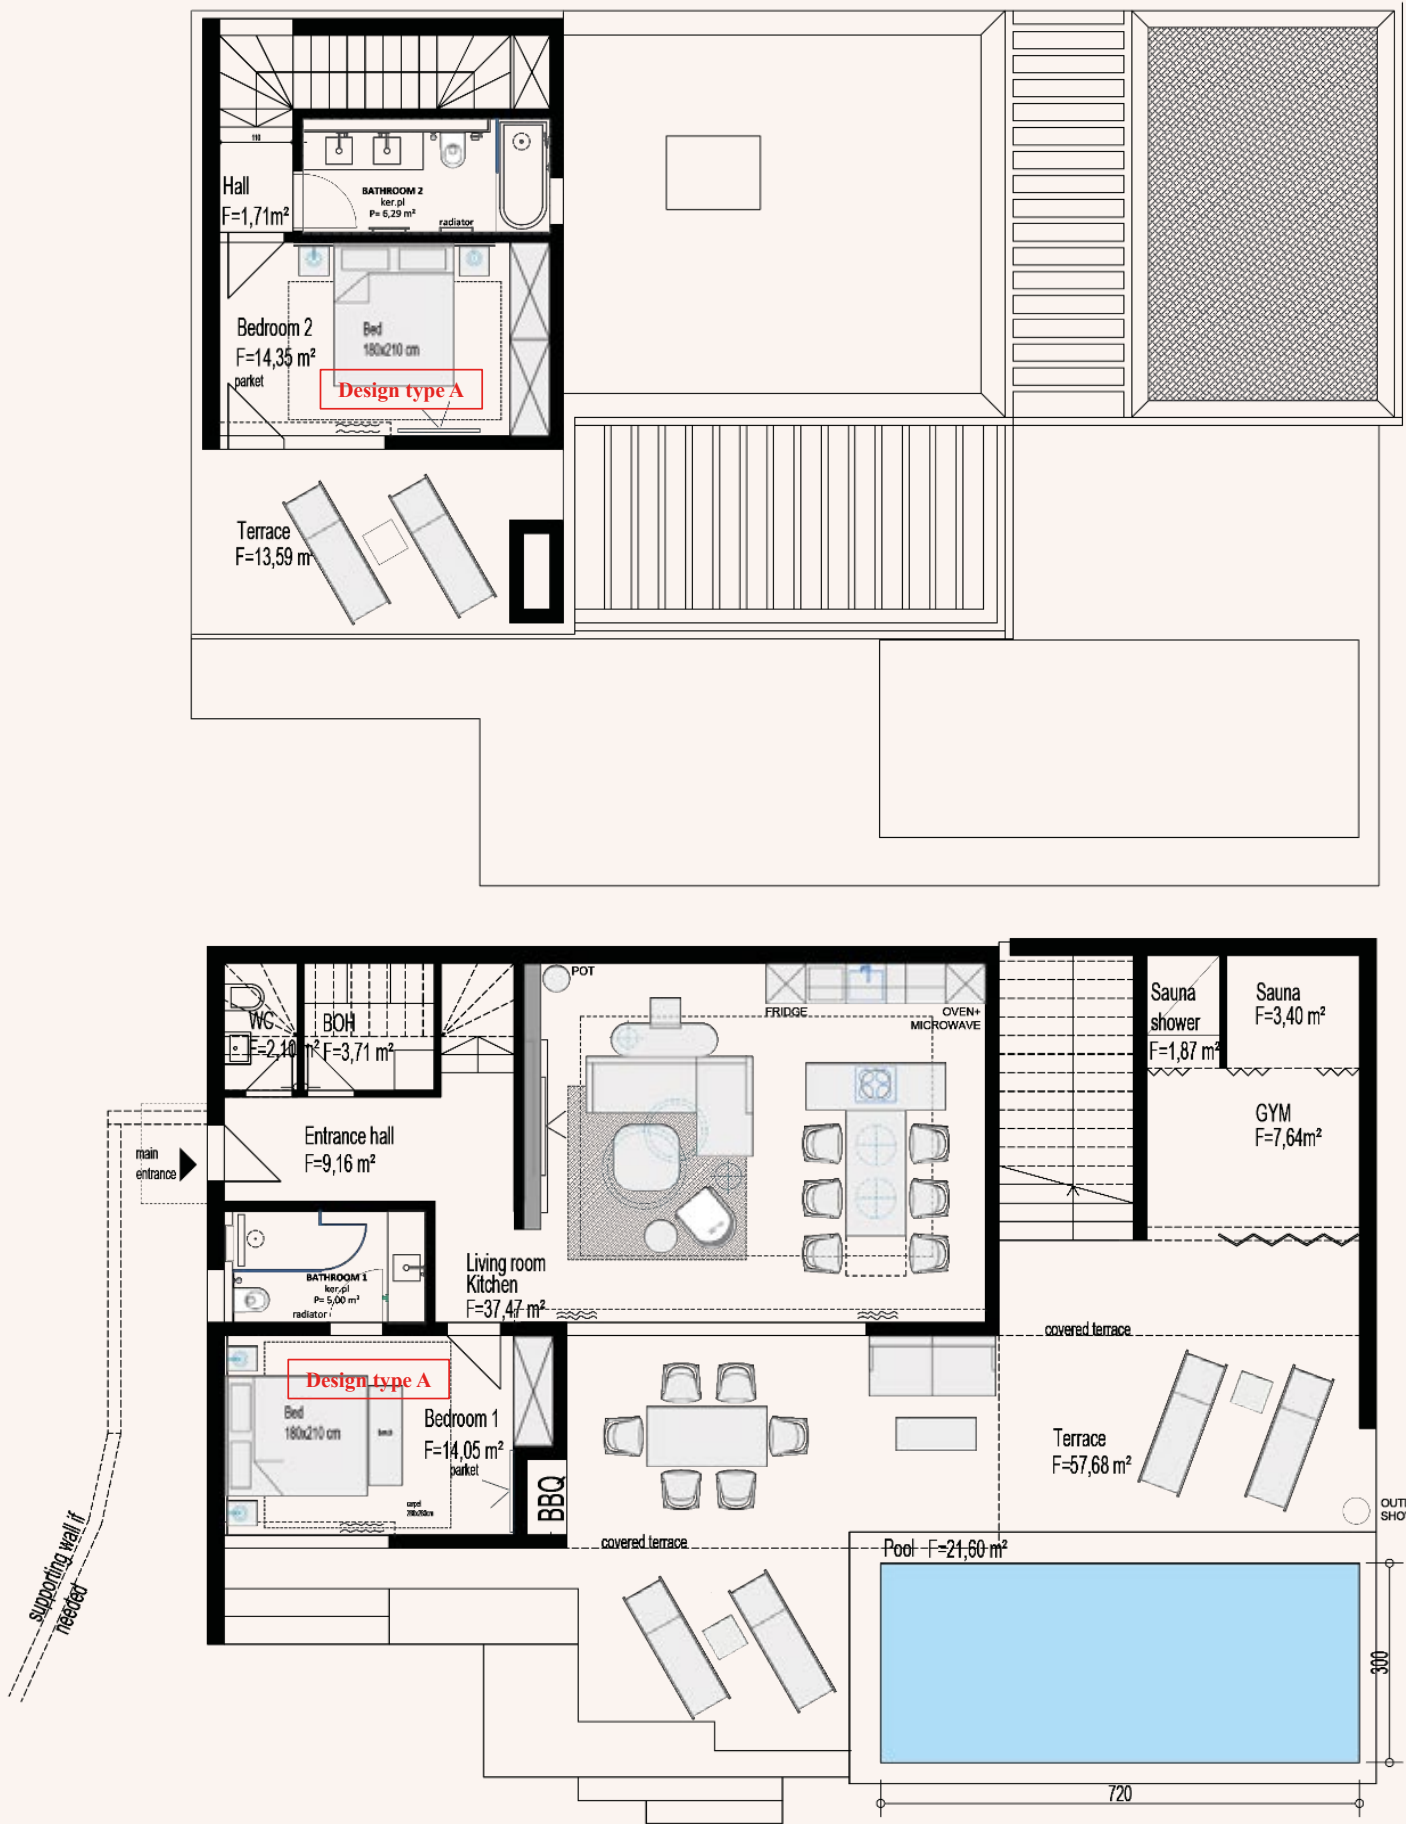 110
Hall
F=1,71m²
BATHROOM 2
ker.pl
P= 6,29 m²
radiator
Bedroom 2
F=14,35 m²
parket
Bed
180x210 cm
Design type A
Terrace
F=13,59 m²
POT
FRIDGE
OVEN+
MICROWAVE
WC
F=2,10 m²
BOH
F=3,71 m²
Sauna
shower
F=1,87 m²
Sauna
F=3,40 m²
GYM
F=7,64m²
main
entrance
Entrance hall
F=9,16 m²
BATHROOM 1
ker.pl
P= 5,00 m²
radiator
Living room
Kitchen
F=37,47 m²
covered terrace
Design type A
Bed
180x210 cm
Bedroom 1
F=14,05 m²
parket
carpet
BBQ
Terrace
F=57,68 m²
OUT
SHO
covered terrace
Pool F=21,60 m²
supporting wall if
needed
300
720